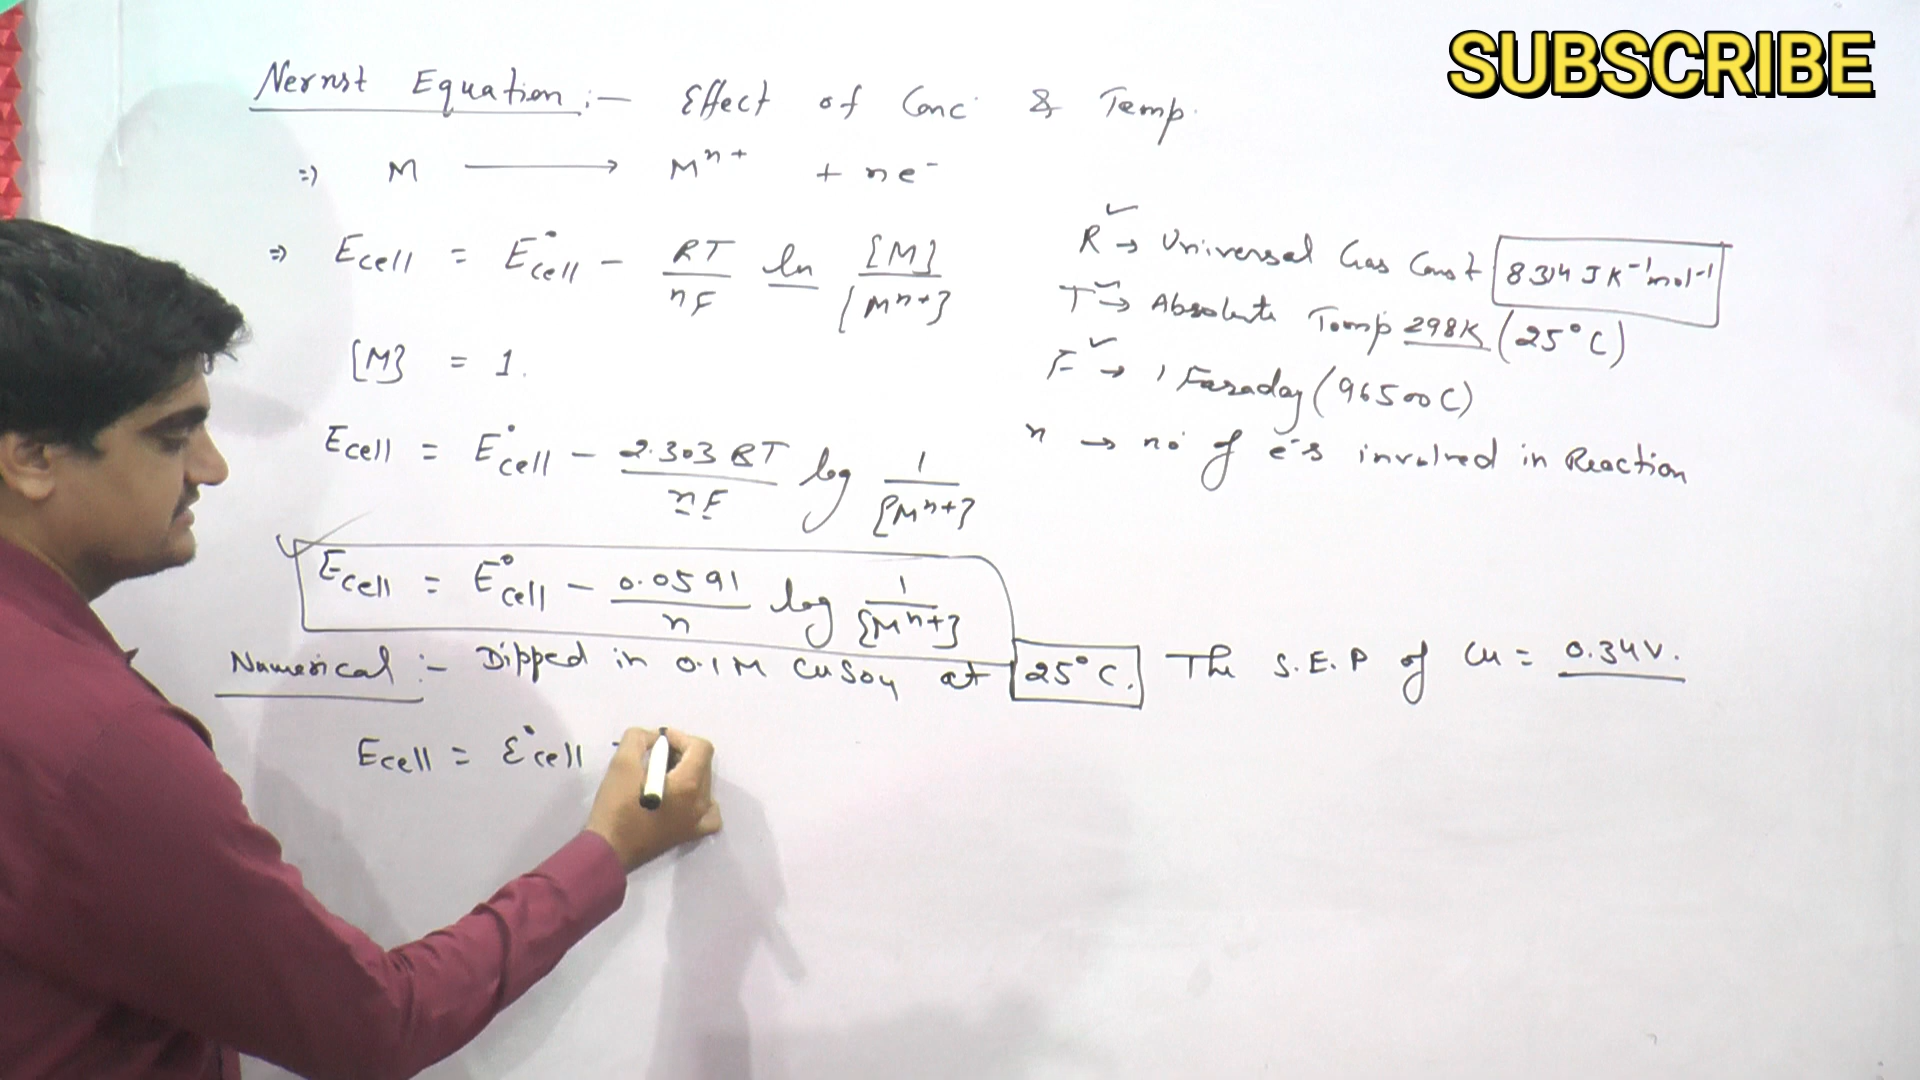 SUBSCRIBE
Nernst Equation :- Effect of Conc. & Temp.
⇒ M ⟶ Mⁿ⁺ + ne⁻
⇒ Ecell = E°cell - RT/nF ln [M]/[Mⁿ⁺]
[M] = 1.
Ecell = E°cell - 2.303 RT/nF log 1/[Mⁿ⁺]
Ecell = E°cell - 0.0591/n log 1/[Mⁿ⁺]
R → Universal Gas Const 8.314 J K⁻¹ mol⁻¹
T → Absolute Temp 298K (25°C)
F → 1 Faraday (96500C)
n → no. of e⁻s involved in Reaction
Numerical :- Dipped in 0.1M CuSO4 at 25°C. The S.E.P of Cu = 0.34V.
Ecell = E°cell -